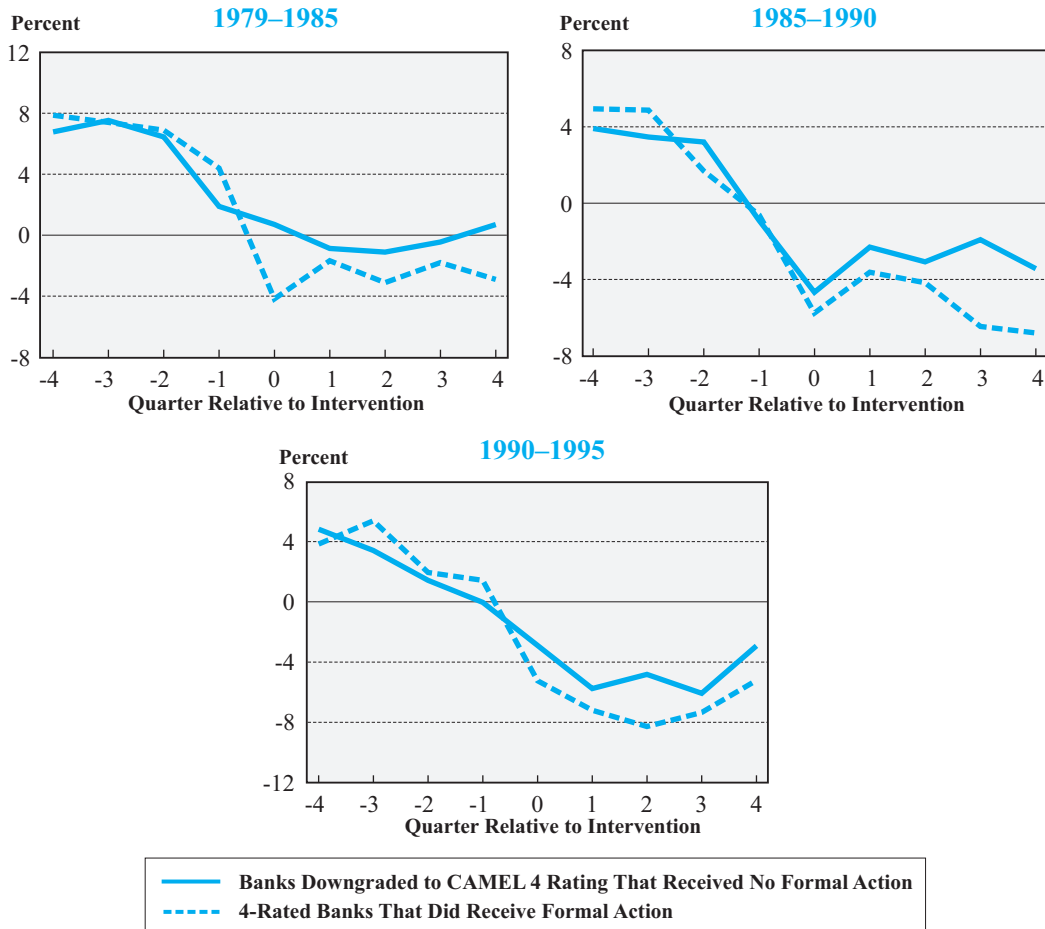 1979–1985
Percent
12
8
4
0
-4
-8
-4 -3 -2 -1 0 1 2 3 4
Quarter Relative to Intervention
1985–1990
Percent
8
4
0
-4
-8
-4 -3 -2 -1 0 1 2 3 4
Quarter Relative to Intervention
1990–1995
Percent
8
4
0
-4
-8
-12
-4 -3 -2 -1 0 1 2 3 4
Quarter Relative to Intervention
Banks Downgraded to CAMEL 4 Rating That Received No Formal Action
4-Rated Banks That Did Receive Formal Action